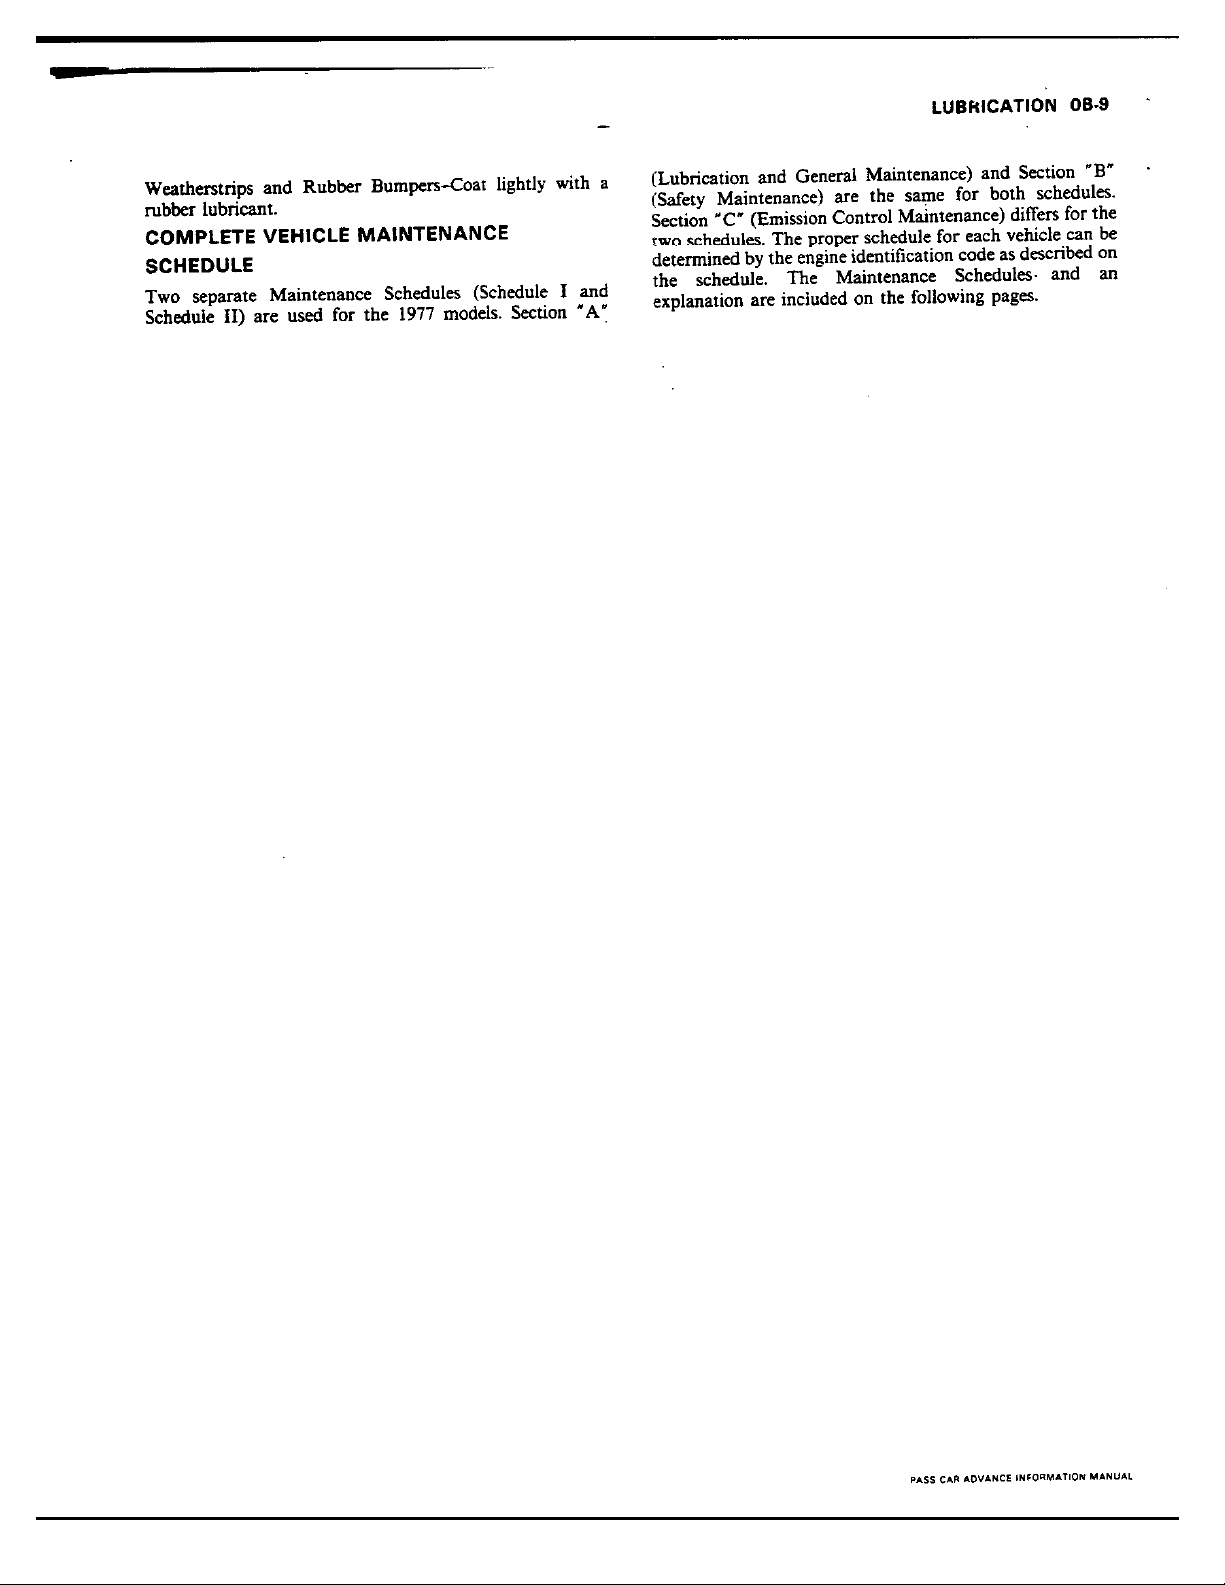 LUBRICATION 0B-9
Weatherstrips and Rubber Bumpers–Coat lightly with a
rubber lubricant.
COMPLETE VEHICLE MAINTENANCE
SCHEDULE
Two separate Maintenance Schedules (Schedule I and
Schedule II) are used for the 1977 models. Section "A"
(Lubrication and General Maintenance) and Section "B"
(Safety Maintenance) are the same for both schedules.
Section "C" (Emission Control Maintenance) differs for the
two schedules. The proper schedule for each vehicle can be
determined by the engine identification code as described on
the schedule. The Maintenance Schedules and an
explanation are included on the following pages.
PASS CAR ADVANCE INFORMATION MANUAL